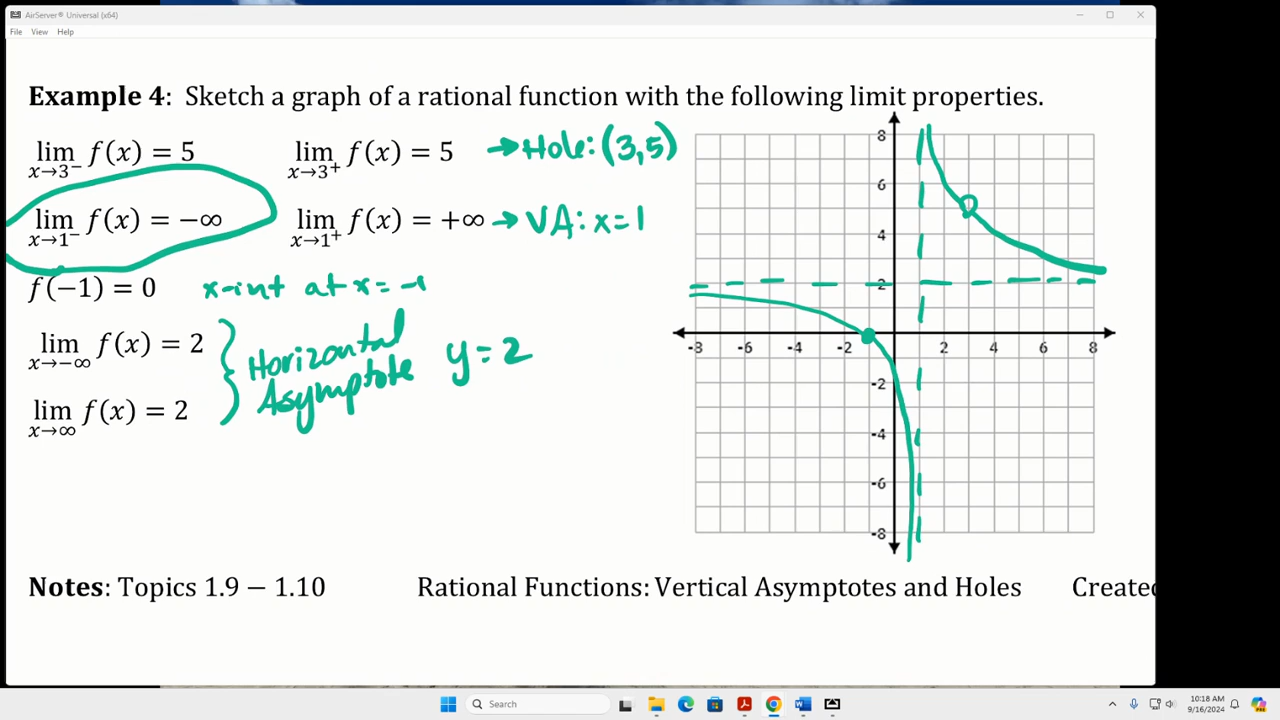 AirServer® Universal (x64)
File View Help
Example 4: Sketch a graph of a rational function with the following limit properties.
lim x→3⁻ f(x) = 5 lim x→3⁺ f(x) = 5 → Hole: (3,5)
lim x→1⁻ f(x) = −∞ lim x→1⁺ f(x) = +∞ → VA: x=1
f(−1) = 0 x-int at x = -1
lim x→−∞ f(x) = 2 Horizontal y = 2
lim x→∞ f(x) = 2 Asymptote
8
6
4
2
-8 -6 -4 -2 2 4 6 8
-2
-4
-6
-8
Notes: Topics 1.9 − 1.10 Rational Functions: Vertical Asymptotes and Holes Created
Search
10:18 AM
9/16/2024